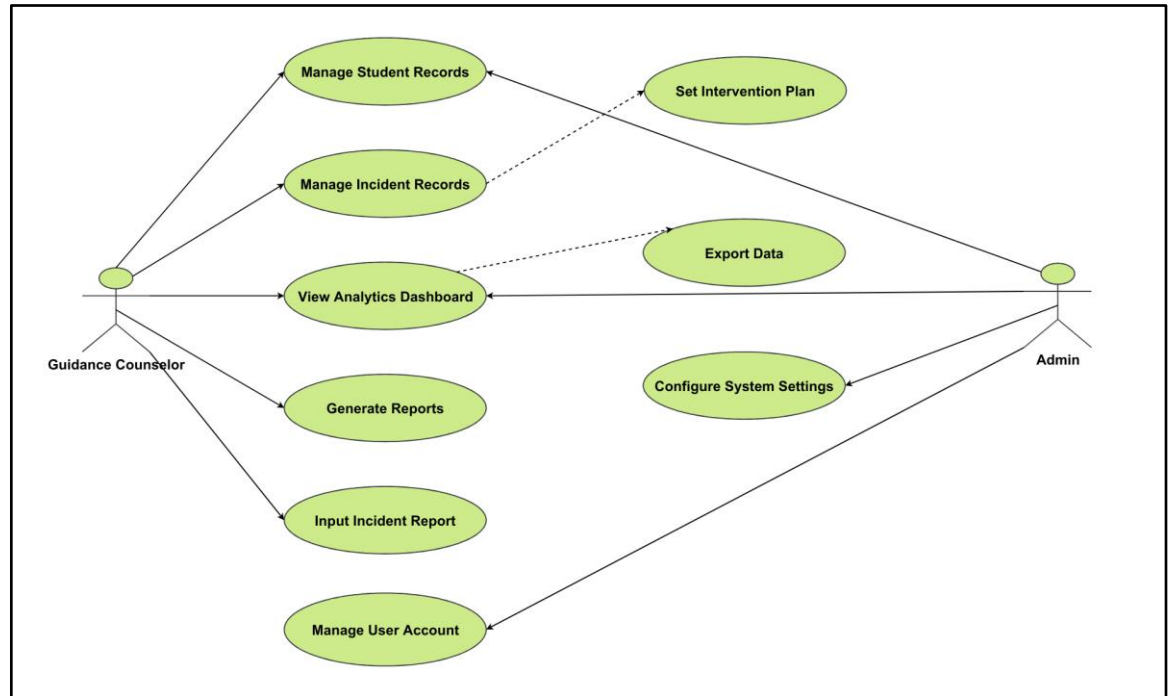 Manage Student Records
Set Intervention Plan
Manage Incident Records
Export Data
View Analytics Dashboard
Guidance Counselor
Admin
Configure System Settings
Generate Reports
Input Incident Report
Manage User Account